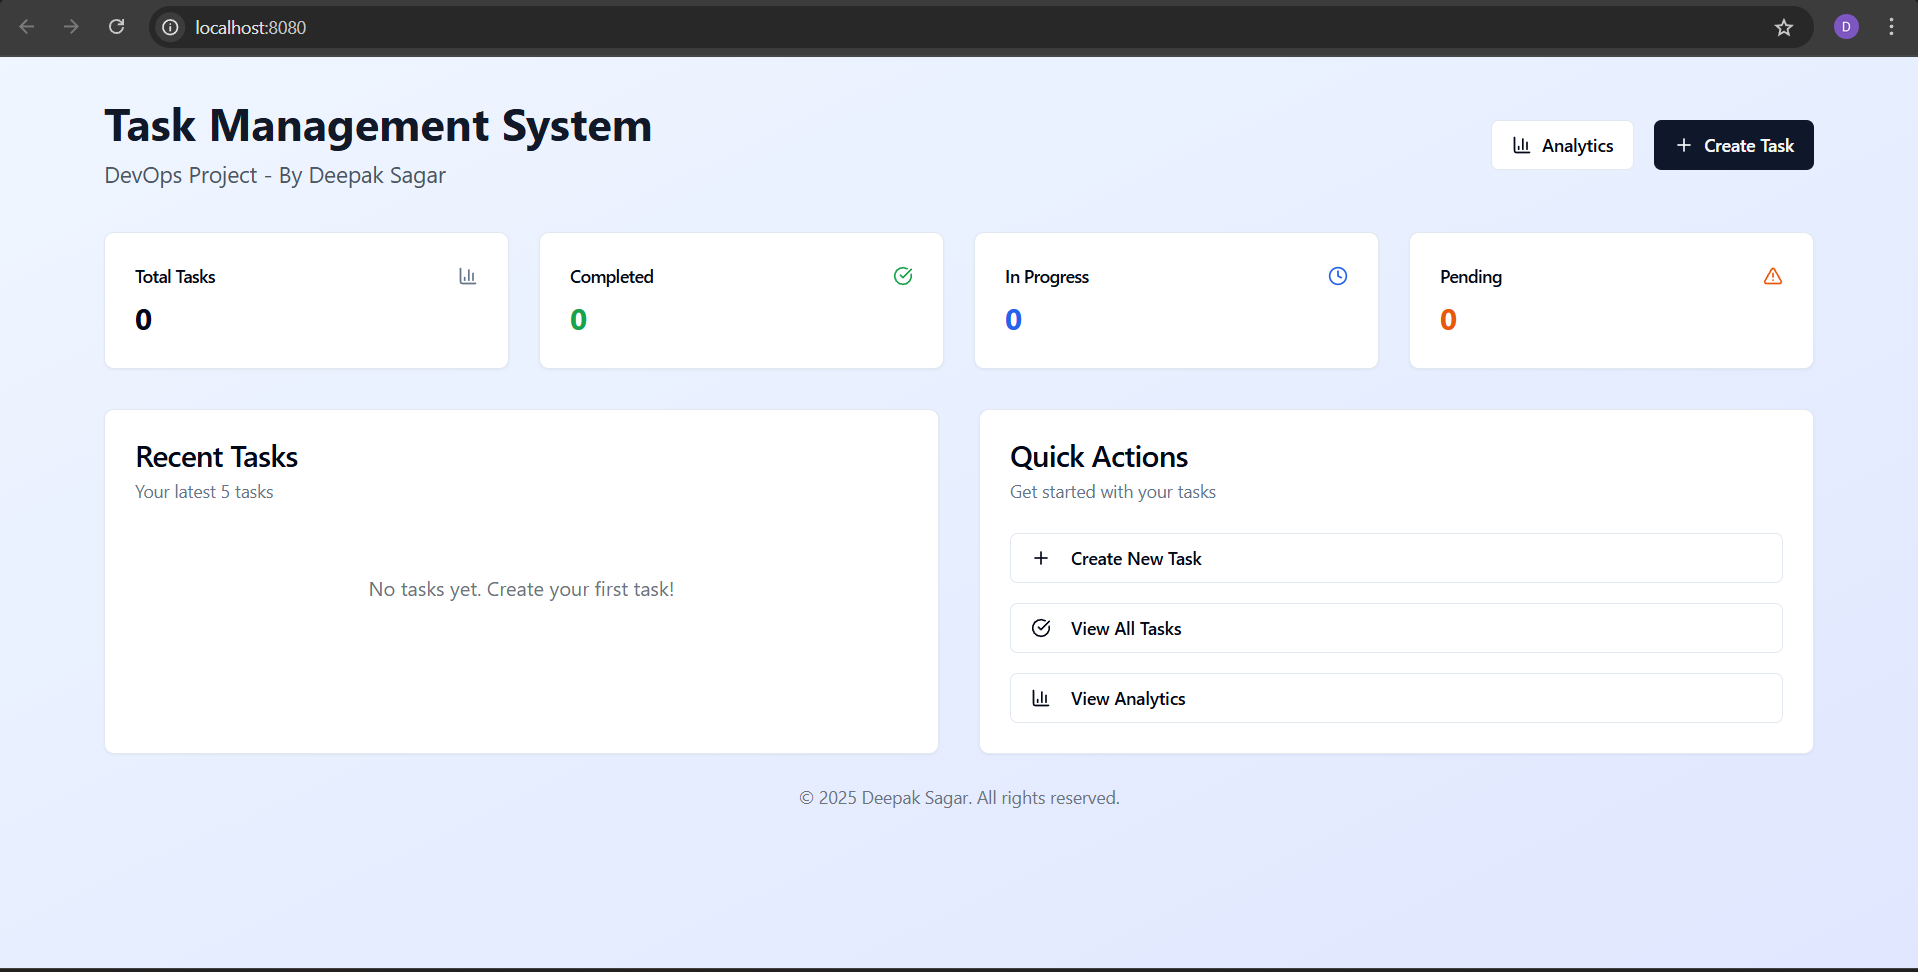 localhost:8080
D
Task Management System
DevOps Project - By Deepak Sagar
Analytics
Create Task
Total Tasks
0
Completed
0
In Progress
0
Pending
0
Recent Tasks
Your latest 5 tasks
No tasks yet. Create your first task!
Quick Actions
Get started with your tasks
Create New Task
View All Tasks
View Analytics
© 2025 Deepak Sagar. All rights reserved.